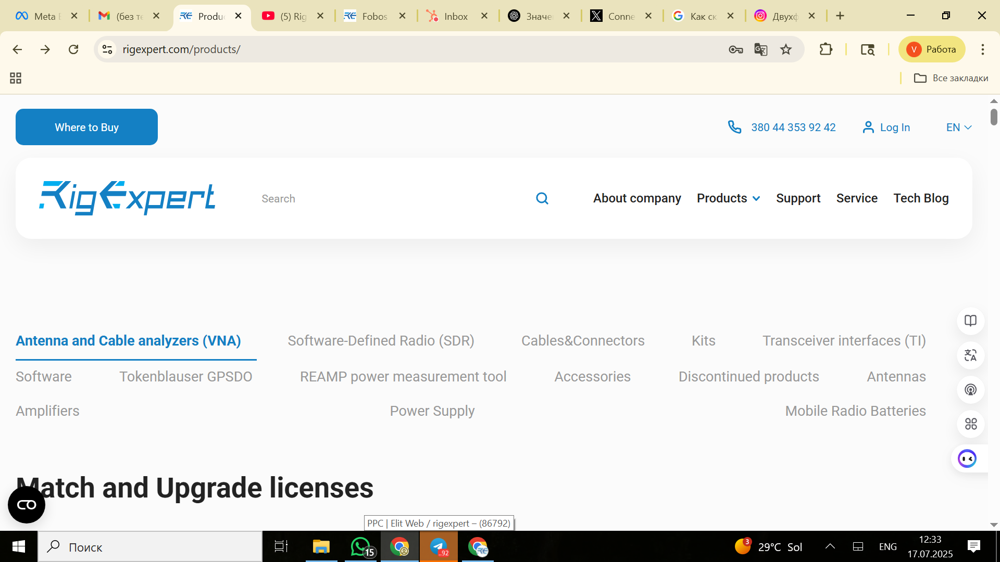 Meta
(без те
Produ
(5) Rig
Fobos
Inbox
Значе
Conne
Как ск
Двухф
rigexpert.com/products/
V Работа
Все закладки
Where to Buy
380 44 353 92 42
Log In
EN
RigExpert
Search
About company
Products
Support
Service
Tech Blog
Antenna and Cable analyzers (VNA)
Software-Defined Radio (SDR)
Cables&Connectors
Kits
Transceiver interfaces (TI)
Software
Tokenblauser GPSDO
REAMP power measurement tool
Accessories
Discontinued products
Antennas
Amplifiers
Power Supply
Mobile Radio Batteries
Match and Upgrade licenses
PPC | Elit Web / rigexpert – (86792)
Поиск
15
..92
3
29°C Sol
ENG
12:33
17.07.2025